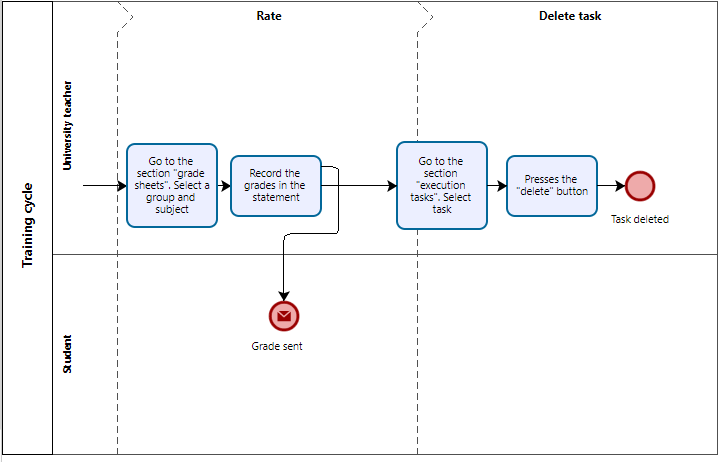 Rate
Delete task
Training cycle
University teacher
Go to the
section "grade
sheets". Select a
group and
subject
Record the
grades in the
statement
Go to the
section
"execution
tasks". Select
task
Presses the
"delete" button
Task deleted
Student
Grade sent